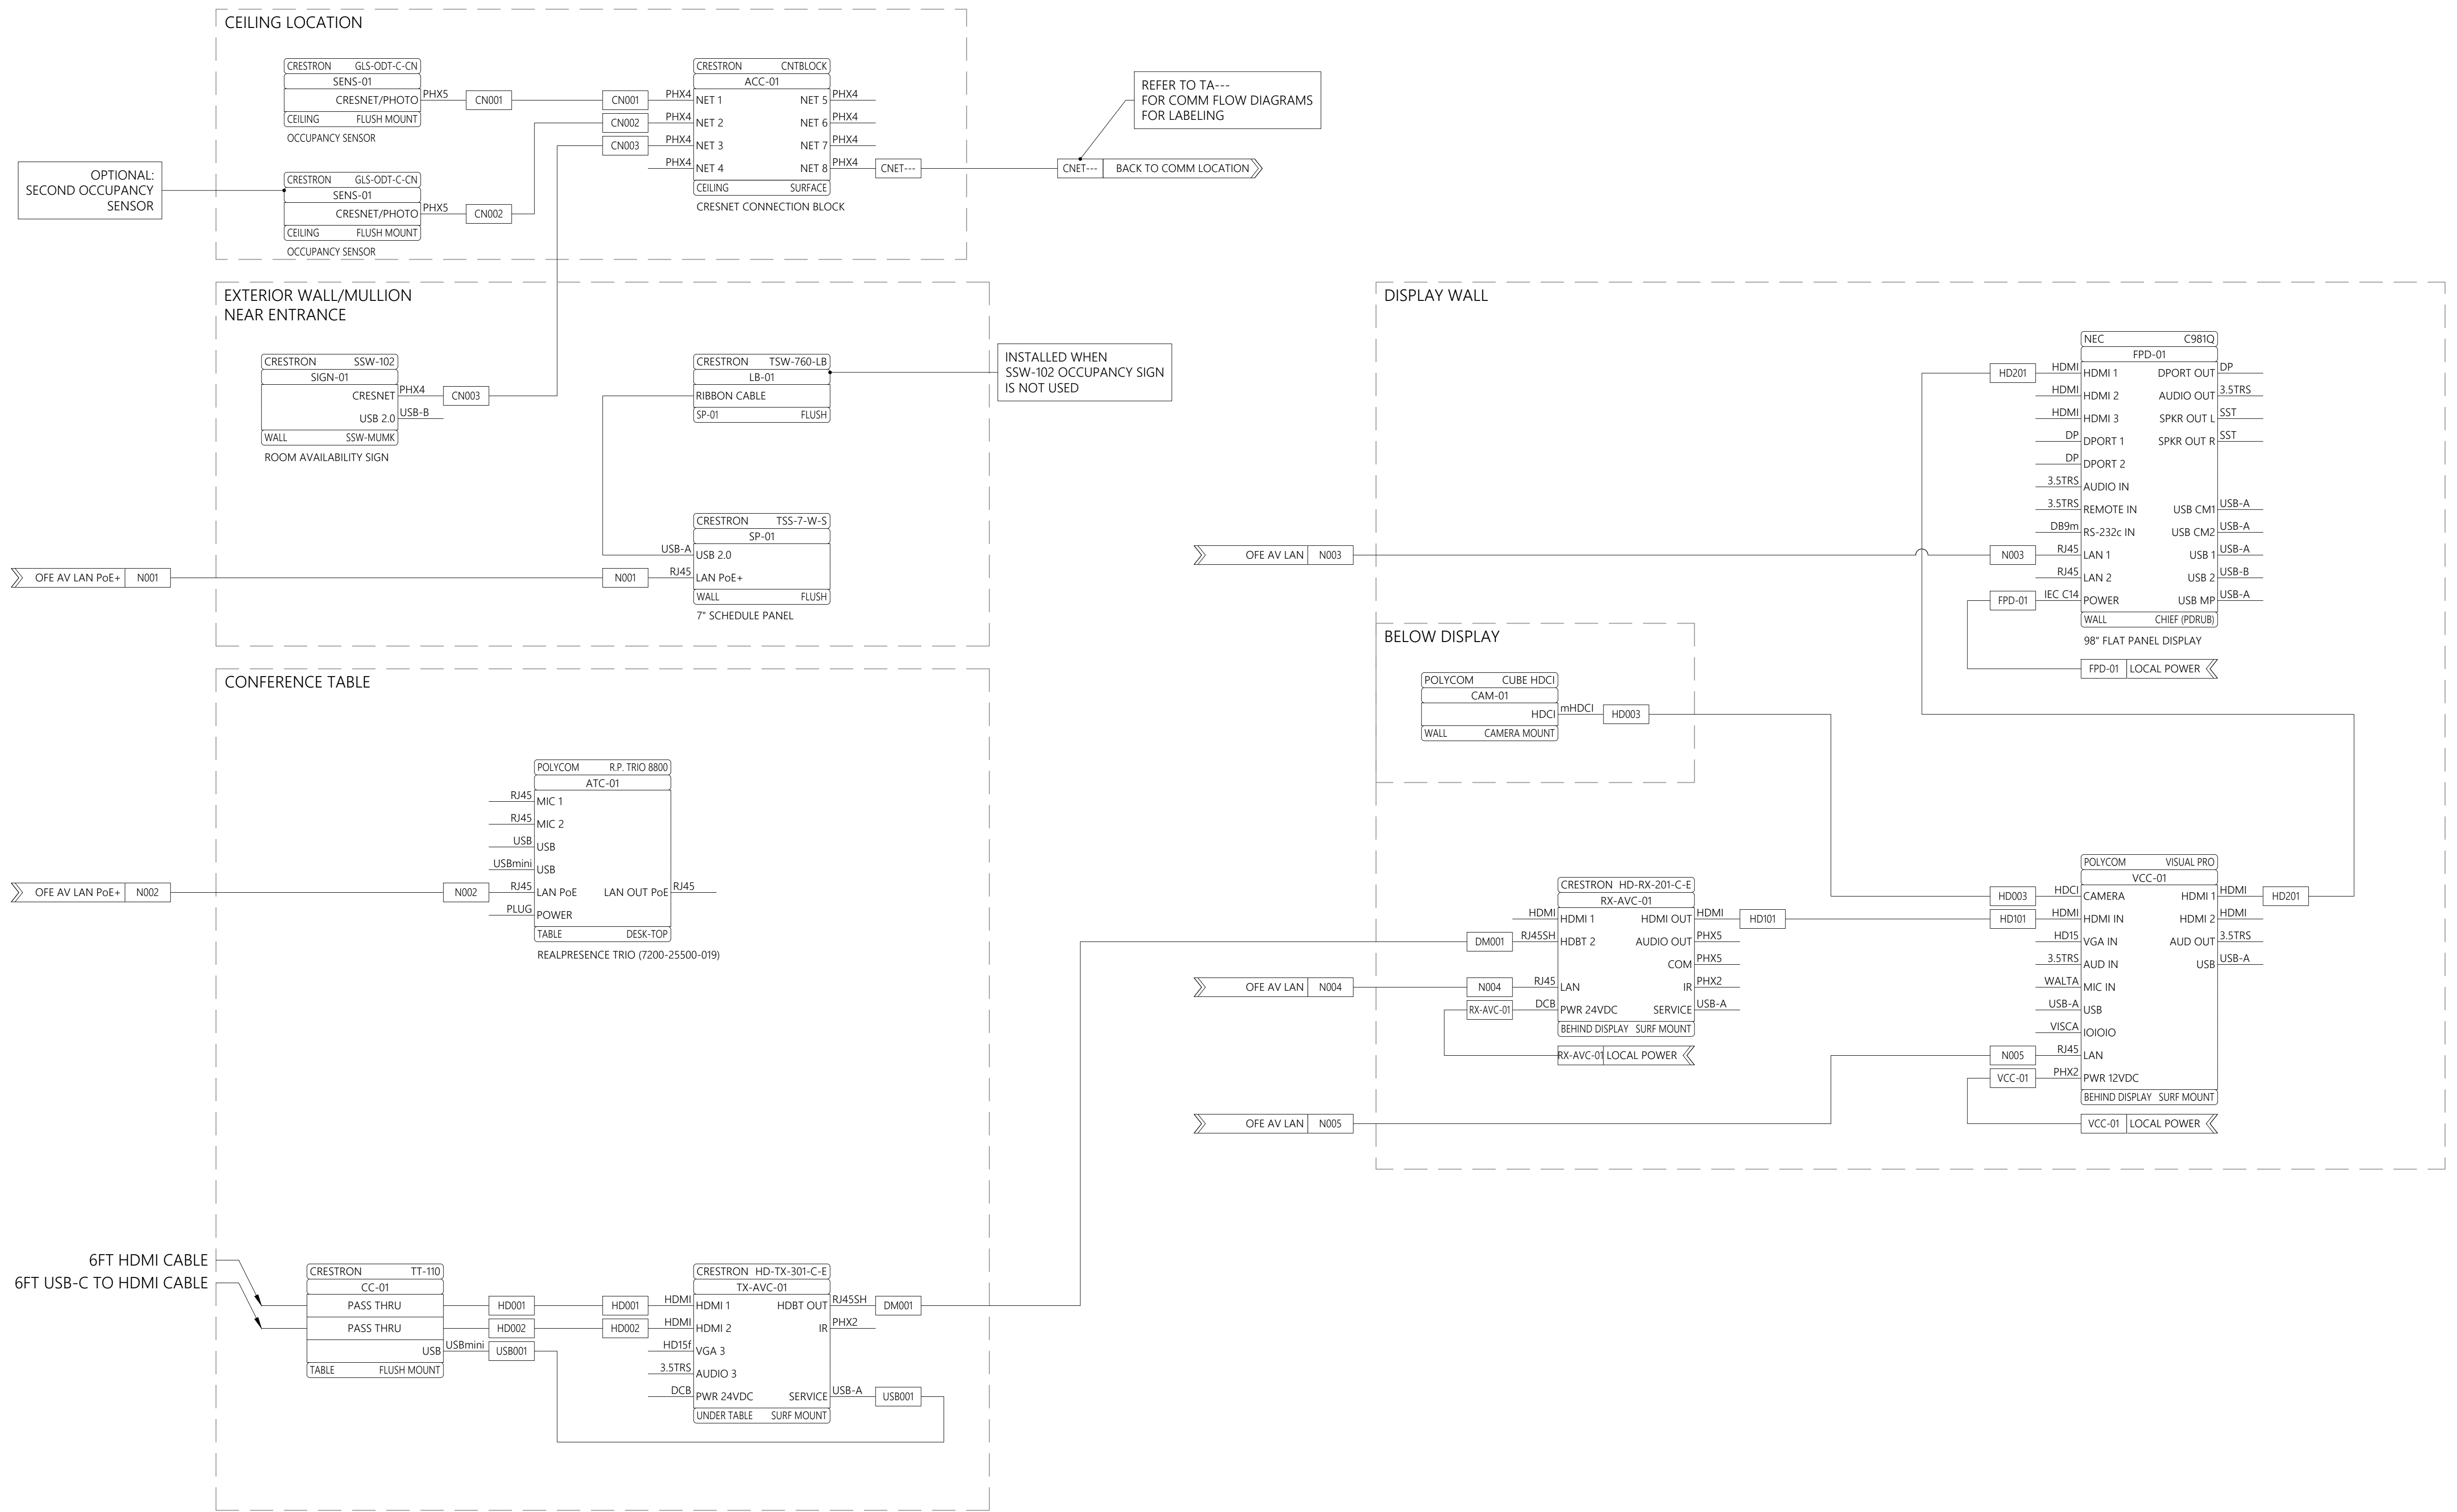 CEILING LOCATION
CRESTRON GLS-ODT-C-CN
SENS-01
CRESNET/PHOTO PHX5 CN001
CEILING FLUSH MOUNT
OCCUPANCY SENSOR
OPTIONAL:
SECOND OCCUPANCY
SENSOR
CRESTRON GLS-ODT-C-CN
SENS-01
CRESNET/PHOTO PHX5 CN002
CEILING FLUSH MOUNT
OCCUPANCY SENSOR
CRESTRON CNTBLOCK
ACC-01
CN001 PHX4 NET 1 NET 5 PHX4
CN002 PHX4 NET 2 NET 6 PHX4
CN003 PHX4 NET 3 NET 7 PHX4
PHX4 NET 4 NET 8 PHX4 CNET---
CEILING SURFACE
CRESNET CONNECTION BLOCK
REFER TO TA---
FOR COMM FLOW DIAGRAMS
FOR LABELING
CNET--- BACK TO COMM LOCATION
EXTERIOR WALL/MULLION
NEAR ENTRANCE
CRESTRON SSW-102
SIGN-01
CRESNET PHX4 CN003
USB 2.0 USB-B
WALL SSW-MUMK
ROOM AVAILABILITY SIGN
CRESTRON TSW-760-LB
LB-01
RIBBON CABLE
SP-01 FLUSH
INSTALLED WHEN
SSW-102 OCCUPANCY SIGN
IS NOT USED
CRESTRON TSS-7-W-S
SP-01
USB-A USB 2.0
OFE AV LAN PoE+ N001 N001 RJ45 LAN PoE+
WALL FLUSH
7" SCHEDULE PANEL
CONFERENCE TABLE
POLYCOM R.P. TRIO 8800
ATC-01
RJ45 MIC 1
RJ45 MIC 2
USB USB
USBmini USB
OFE AV LAN PoE+ N002 N002 RJ45 LAN PoE LAN OUT PoE RJ45
PLUG POWER
TABLE DESK-TOP
REALPRESENCE TRIO (7200-25500-019)
6FT HDMI CABLE
6FT USB-C TO HDMI CABLE
CRESTRON TT-110
CC-01
PASS THRU HD001
PASS THRU HD002
USB USBmini USB001
TABLE FLUSH MOUNT
CRESTRON HD-TX-301-C-E
TX-AVC-01
HD001 HDMI HDMI 1 HDBT OUT RJ45SH DM001
HD002 HDMI HDMI 2 IR PHX2
HD15f VGA 3
3.5TRS AUDIO 3
DCB PWR 24VDC SERVICE USB-A USB001
UNDER TABLE SURF MOUNT
DISPLAY WALL
NEC C981Q
FPD-01
HD201 HDMI HDMI 1 DPORT OUT DP
HDMI HDMI 2 AUDIO OUT 3.5TRS
HDMI HDMI 3 SPKR OUT L SST
DP DPORT 1 SPKR OUT R SST
DP DPORT 2
3.5TRS AUDIO IN
3.5TRS REMOTE IN USB CM1 USB-A
DB9m RS-232c IN USB CM2 USB-A
OFE AV LAN N003 N003 RJ45 LAN 1 USB 1 USB-A
RJ45 LAN 2 USB 2 USB-B
FPD-01 IEC C14 POWER USB MP USB-A
WALL CHIEF (PDRUB)
98" FLAT PANEL DISPLAY
FPD-01 LOCAL POWER
BELOW DISPLAY
POLYCOM CUBE HDCI
CAM-01
HDCI mHDCI HD003
WALL CAMERA MOUNT
CRESTRON HD-RX-201-C-E
RX-AVC-01
HDMI HDMI 1 HDMI OUT HDMI HD101
DM001 RJ45SH HDBT 2 AUDIO OUT PHX5
COM PHX5
OFE AV LAN N004 N004 RJ45 LAN IR PHX2
RX-AVC-01 DCB PWR 24VDC SERVICE USB-A
BEHIND DISPLAY SURF MOUNT
RX-AVC-01 LOCAL POWER
POLYCOM VISUAL PRO
VCC-01
HD003 HDCI CAMERA HDMI 1 HDMI HD201
HD101 HDMI HDMI IN HDMI 2 HDMI
HD15 VGA IN AUD OUT 3.5TRS
3.5TRS AUD IN USB USB-A
WALTA MIC IN
USB-A USB
VISCA IOIOIO
N005 RJ45 LAN
VCC-01 PHX2 PWR 12VDC
BEHIND DISPLAY SURF MOUNT
OFE AV LAN N005
VCC-01 LOCAL POWER